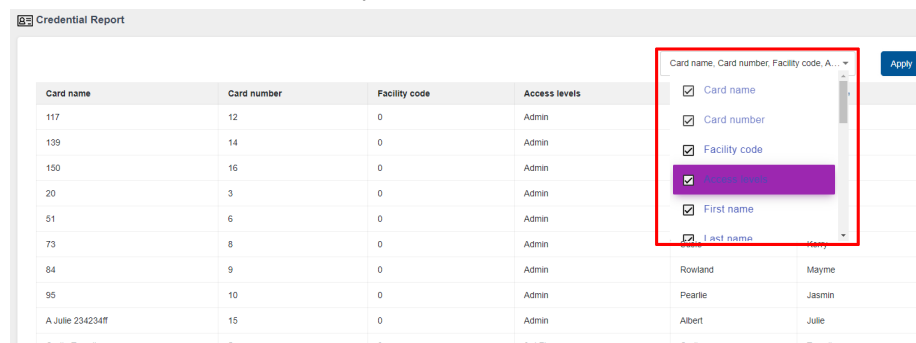 Credential Report
Card name, Card number, Facility code, A... Apply
Card name Card number Facility code Access levels
Card name
117 12 0 Admin
Card number
139 14 0 Admin
Facility code
150 16 0 Admin
20 3 0 Admin
51 6 0 Admin
First name
73 8 0 Admin
Last name
84 9 0 Admin Rowland Mayme
95 10 0 Admin Pearlie Jasmin
A Julie 234234ff 15 0 Admin Albert Julie